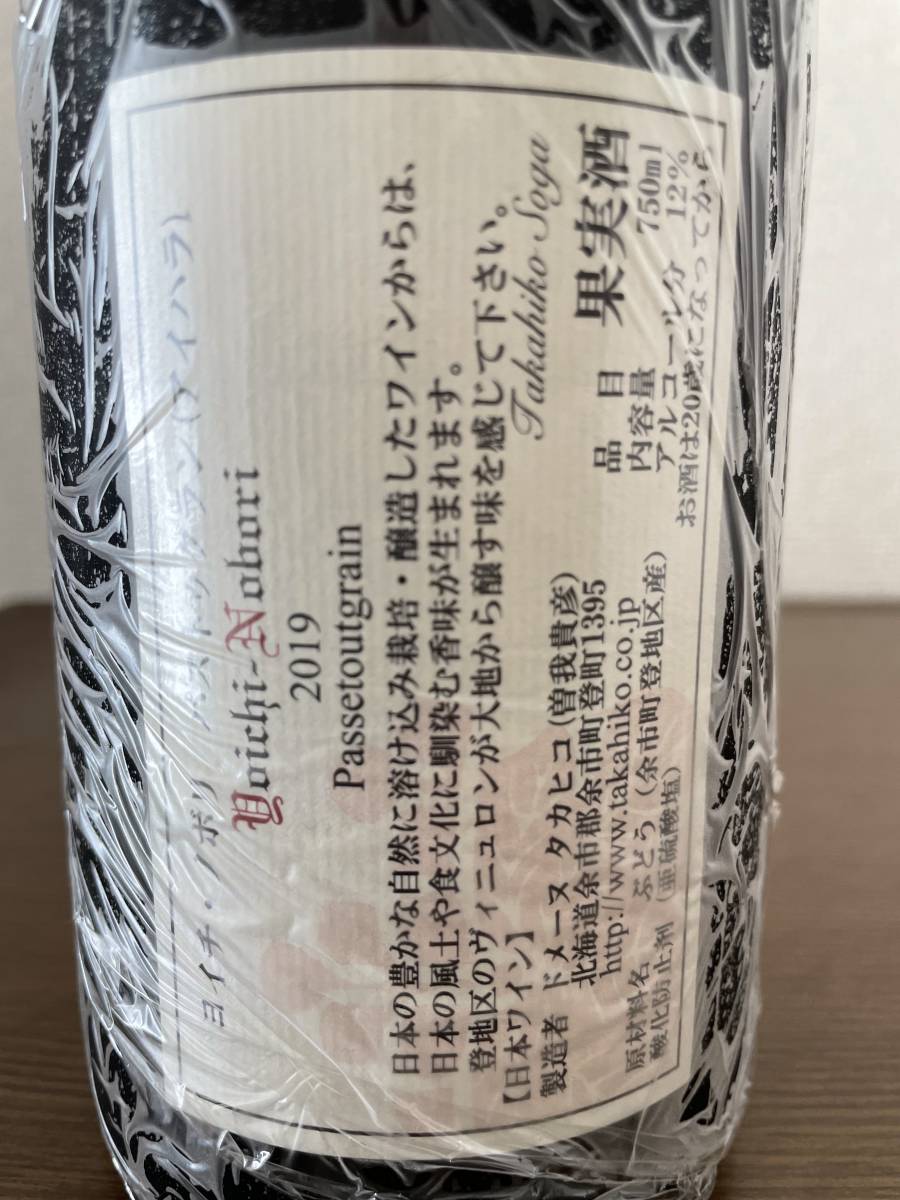 ヨイチ・ノボリ パストゥグラン（アイハラ）
Yoichi-Nobori
2019
Passetoutgrain
日本の豊かな自然に溶け込み栽培・醸造したワインからは、
日本の風土や食文化に馴染む香味が生まれます。
登地区のヴィニュロンが大地から醸す味を感じて下さい。
Takahiko Soga
【日本ワイン】
製造者 ドメーヌ タカヒコ(曽我貴彦)
北海道余市郡余市町登町1395
http://www.takahiko.co.jp
原材料名 ぶどう（余市町登地区産）
酸化防止剤（亜硫酸塩）
品目 果実酒
内容量 750ml
アルコール分 12%
お酒は20歳になってから